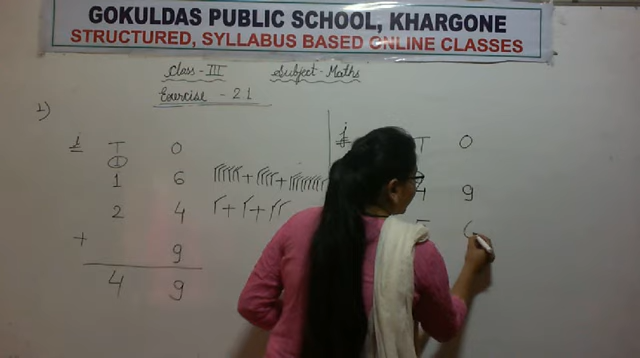 GOKULDAS PUBLIC SCHOOL, KHARGONE
STRUCTURED, SYLLABUS BASED ONLINE CLASSES
Class - III Subject - Maths
Exercise - 2.1
1)
i T O
1
1 6
2 4
+ 9
4 9
j T O
9